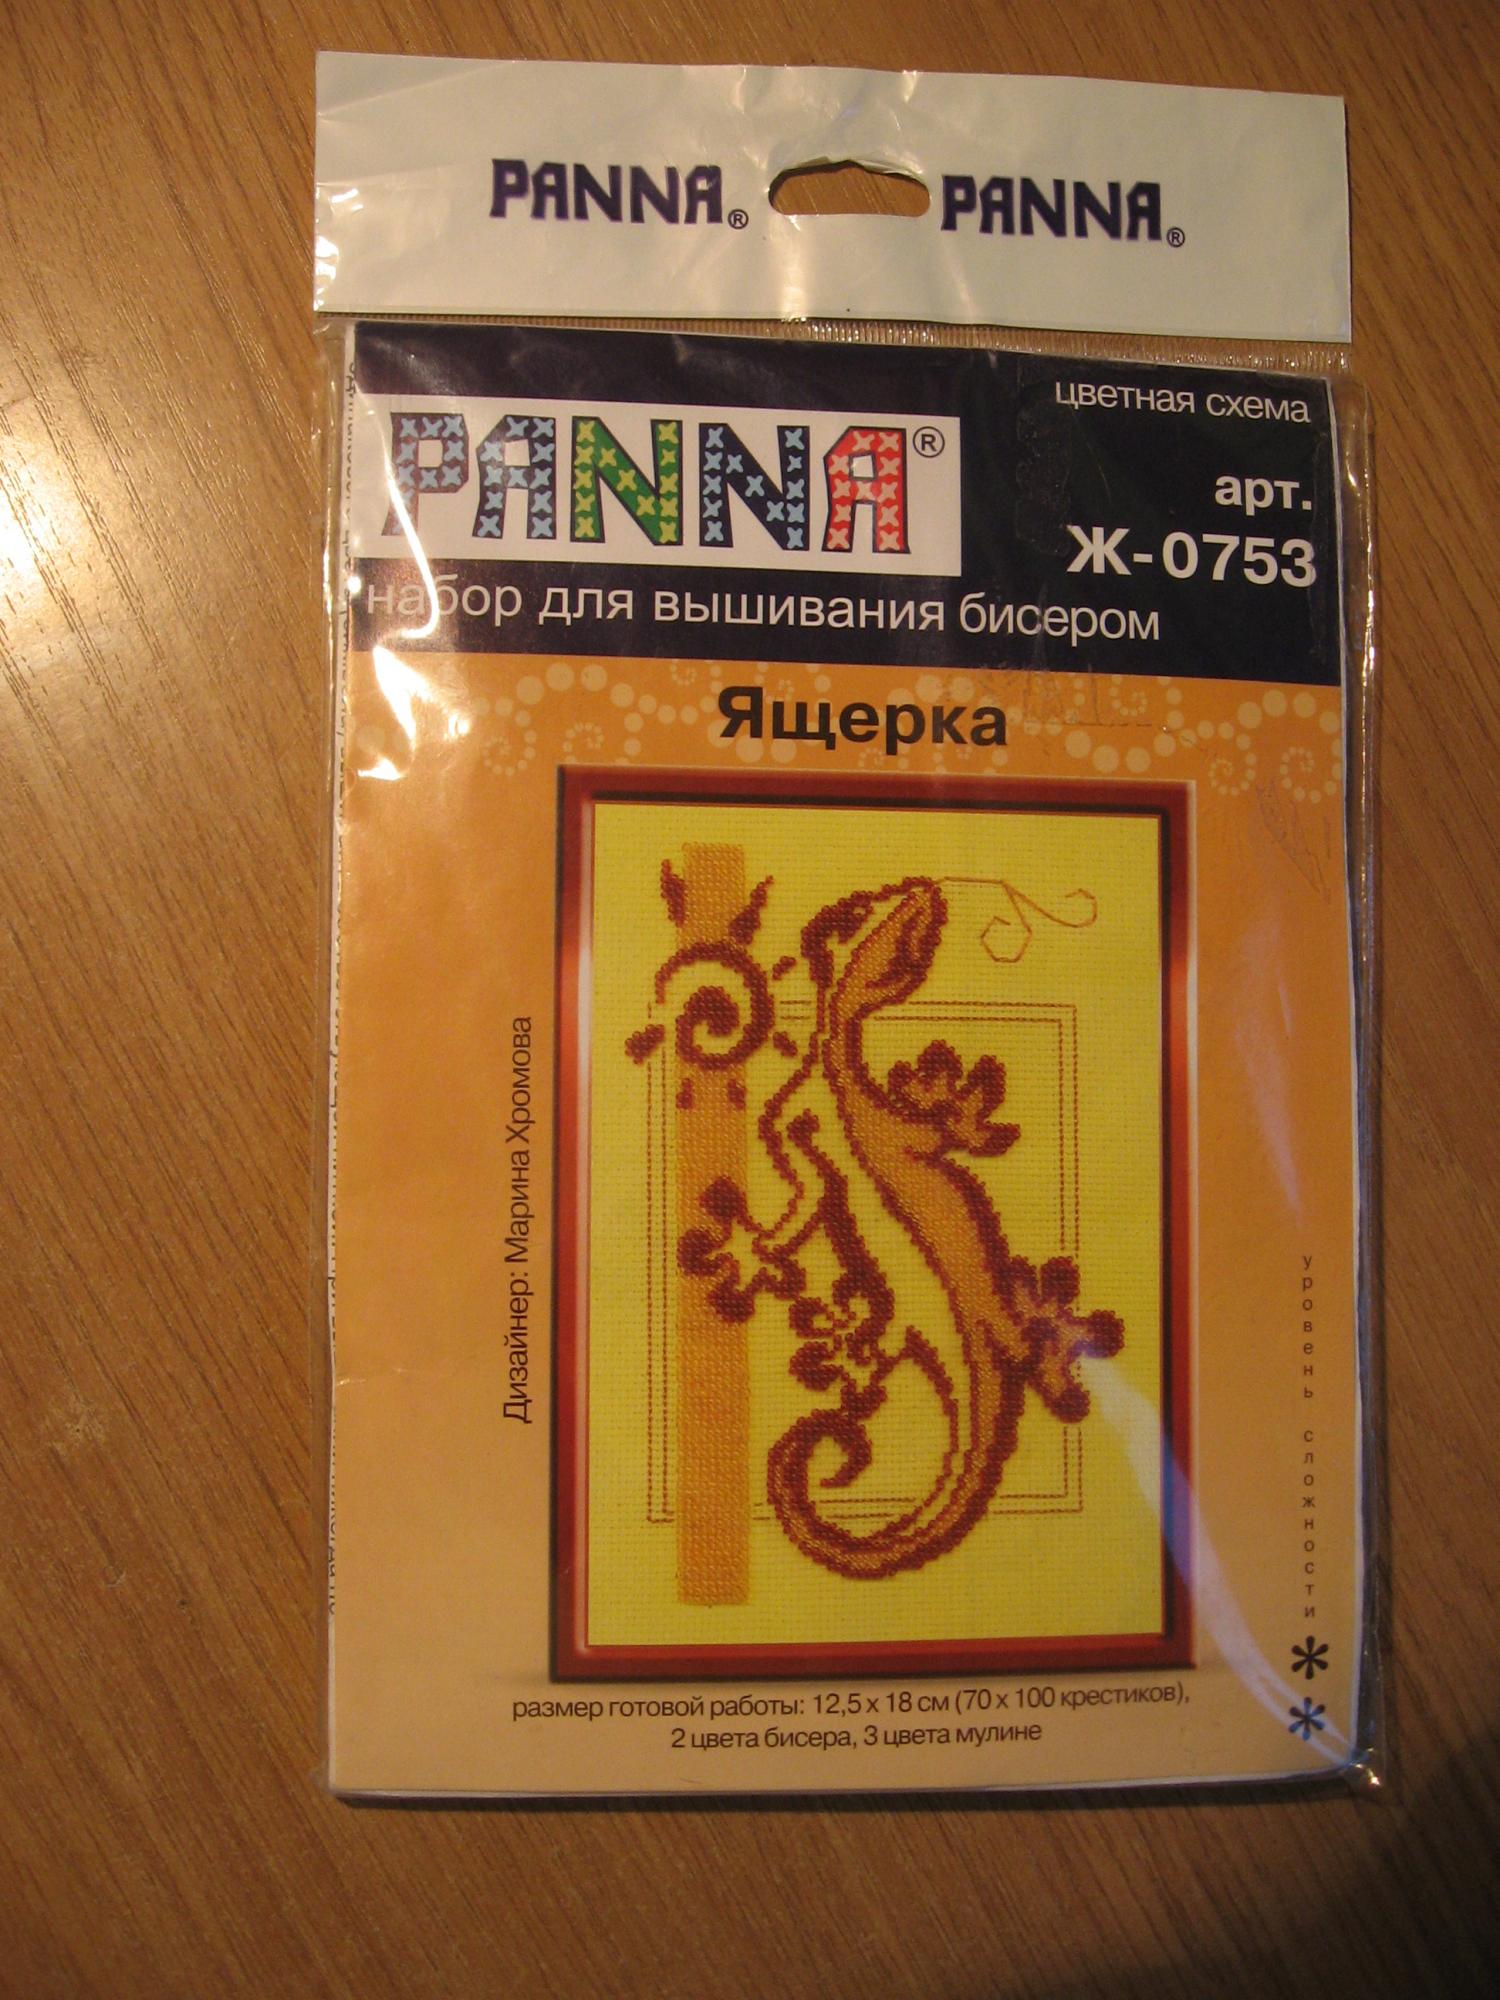 PANNA® PANNA®
PANNA®
цветная схема
арт.
Ж-0753
набор для вышивания бисером
Ящерка
Дизайнер: Марина Хромова
уровень сложности
**
размер готовой работы: 12,5 x 18 см (70 x 100 крестиков),
2 цвета бисера, 3 цвета мулине